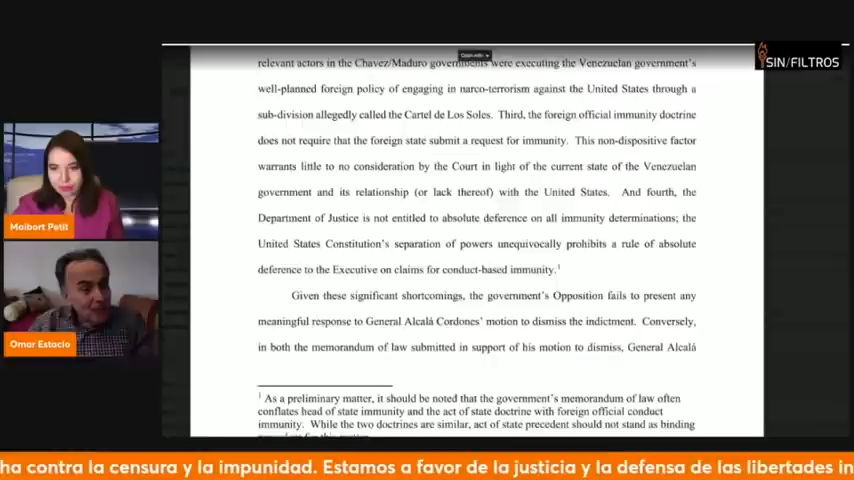 Open with
SIN/FILTROS
relevant actors in the Chavez/Maduro governments were executing the Venezuelan government's
well-planned foreign policy of engaging in narco-terrorism against the United States through a
sub-division allegedly called the Cartel de Los Soles. Third, the foreign official immunity doctrine
does not require that the foreign state submit a request for immunity. This non-dispositive factor
warrants little to no consideration by the Court in light of the current state of the Venezuelan
government and its relationship (or lack thereof) with the United States. And fourth, the
Department of Justice is not entitled to absolute deference on all immunity determinations; the
United States Constitution's separation of powers unequivocally prohibits a rule of absolute
deference to the Executive on claims for conduct-based immunity.1
Given these significant shortcomings, the government's Opposition fails to present any
meaningful response to General Alcalá Cordones' motion to dismiss the indictment. Conversely,
in both the memorandum of law submitted in support of his motion to dismiss, General Alcalá
1 As a preliminary matter, it should be noted that the government's memorandum of law often
conflates head of state immunity and the act of state doctrine with foreign official conduct
immunity. While the two doctrines are similar, act of state precedent should not stand as binding
Maibort Petit
Omar Estacio
ha contra la censura y la impunidad. Estamos a favor de la justicia y la defensa de las libertades in